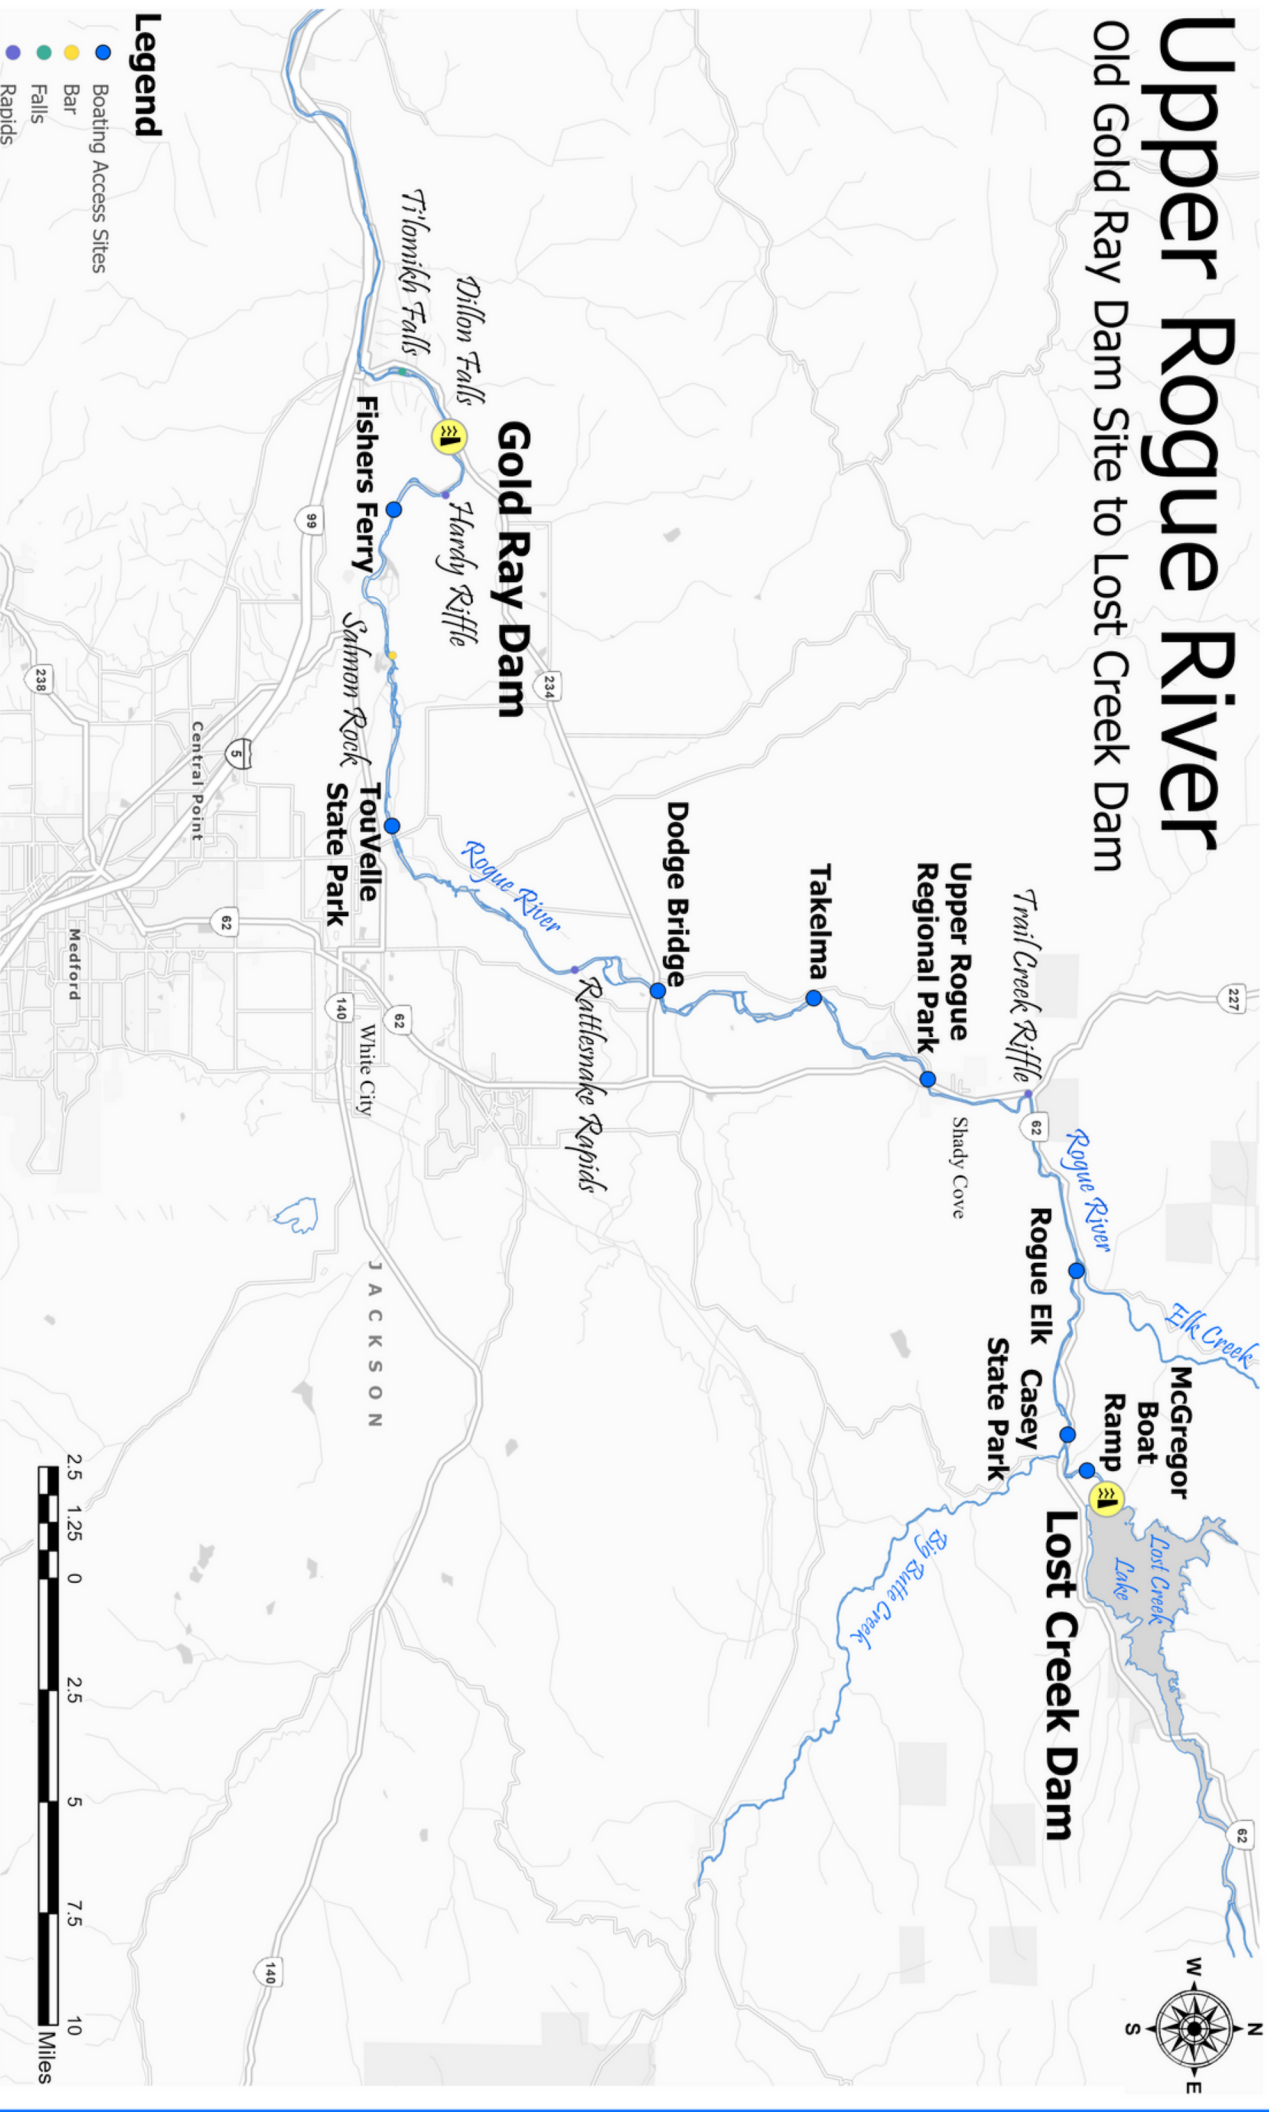 Upper Rogue River
Old Gold Ray Dam Site to Lost Creek Dam
N
W
E
S
227
62
Elk Creek
McGregor
Boat
Ramp
Lost Creek
Lake
Rogue River
Trail Creek Riffle
62
Rogue Elk
Casey
State Park
Lost Creek Dam
Upper Rogue
Regional Park
Shady Cove
Big Butte Creek
Takelma
Dodge Bridge
Rattlesnake Rapids
234
Gold Ray Dam
Dillon Falls
Ti'lomikh Falls
Hardy Riffle
Rogue River
Fishers Ferry
Salmon Rock
TouVelle
State Park
99
62
White City
140
JACKSON
5
62
Central Point
140
238
Medford
Legend
Boating Access Sites
Bar
Falls
Rapids
2.5 1.25 0 2.5 5 7.5 10
Miles